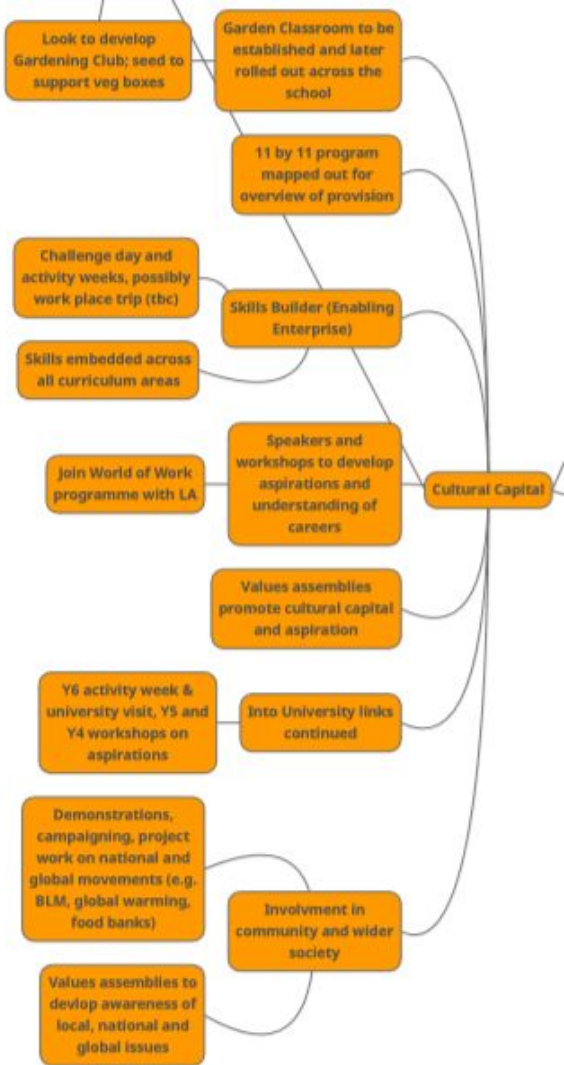 Look to develop
Gardening Club; seed to
support veg boxes
Garden Classroom to be
established and later
rolled out across the
school
11 by 11 program
mapped out for
overview of provision
Challenge day and
activity weeks, possibly
work place trip (tbc)
Skills Builder (Enabling
Enterprise)
Skills embedded across
all curriculum areas
Speakers and
workshops to develop
aspirations and
understanding of
careers
Join World of Work
programme with LA
Cultural Capital
Values assemblies
promote cultural capital
and aspiration
Y6 activity week &
university visit, Y5 and
Y4 workshops on
aspirations
Into University links
continued
Demonstrations,
campaigning, project
work on national and
global movements (e.g.
BLM, global warming,
food banks)
Involvment in
community and wider
society
Values assemblies to
devlop awareness of
local, national and
global issues